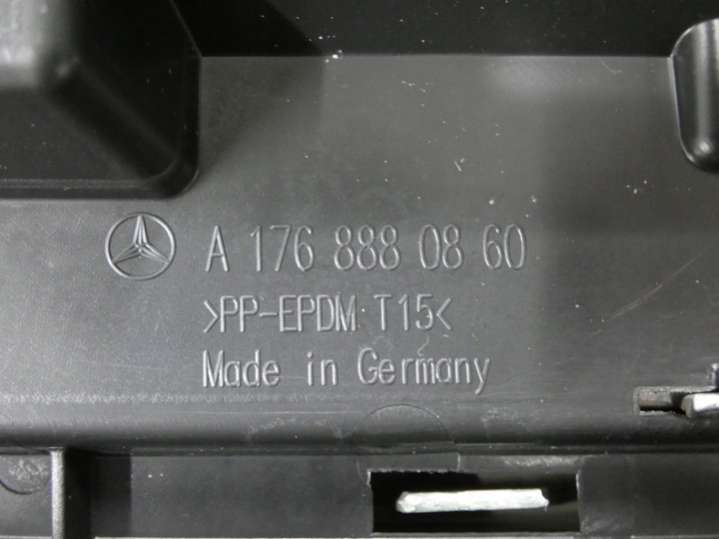 A 176 888 08 60
>PP-EPDM T15<
Made in Germany